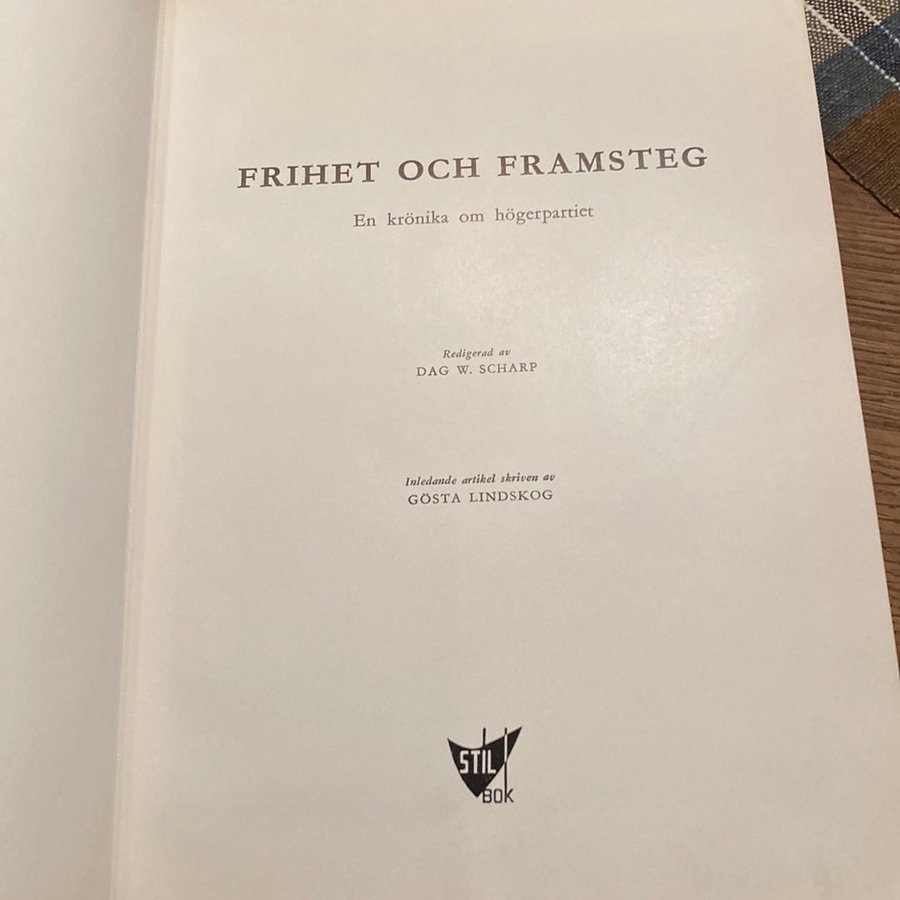 FRIHET OCH FRAMSTEG
En krönika om högerpartiet
Redigerad av
DAG W. SCHARP
Inledande artikel skriven av
GÖSTA LINDSKOG
STIL
BOK